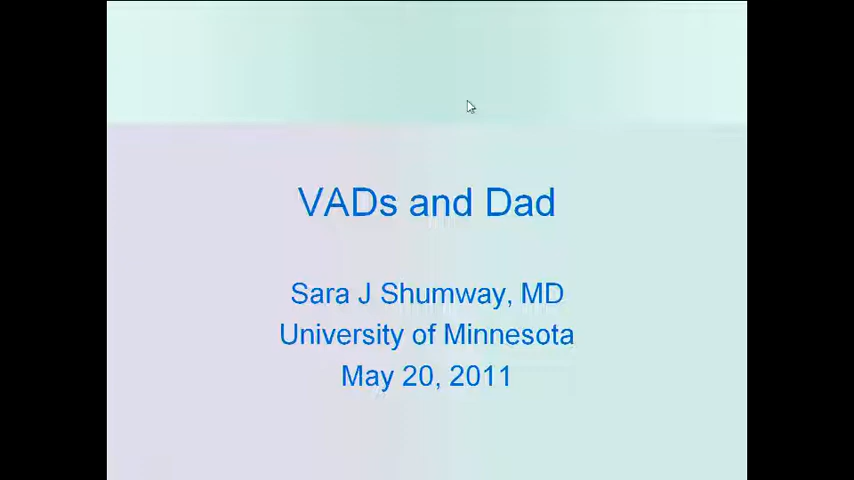 VADs and Dad
Sara J Shumway, MD
University of Minnesota
May 20, 2011